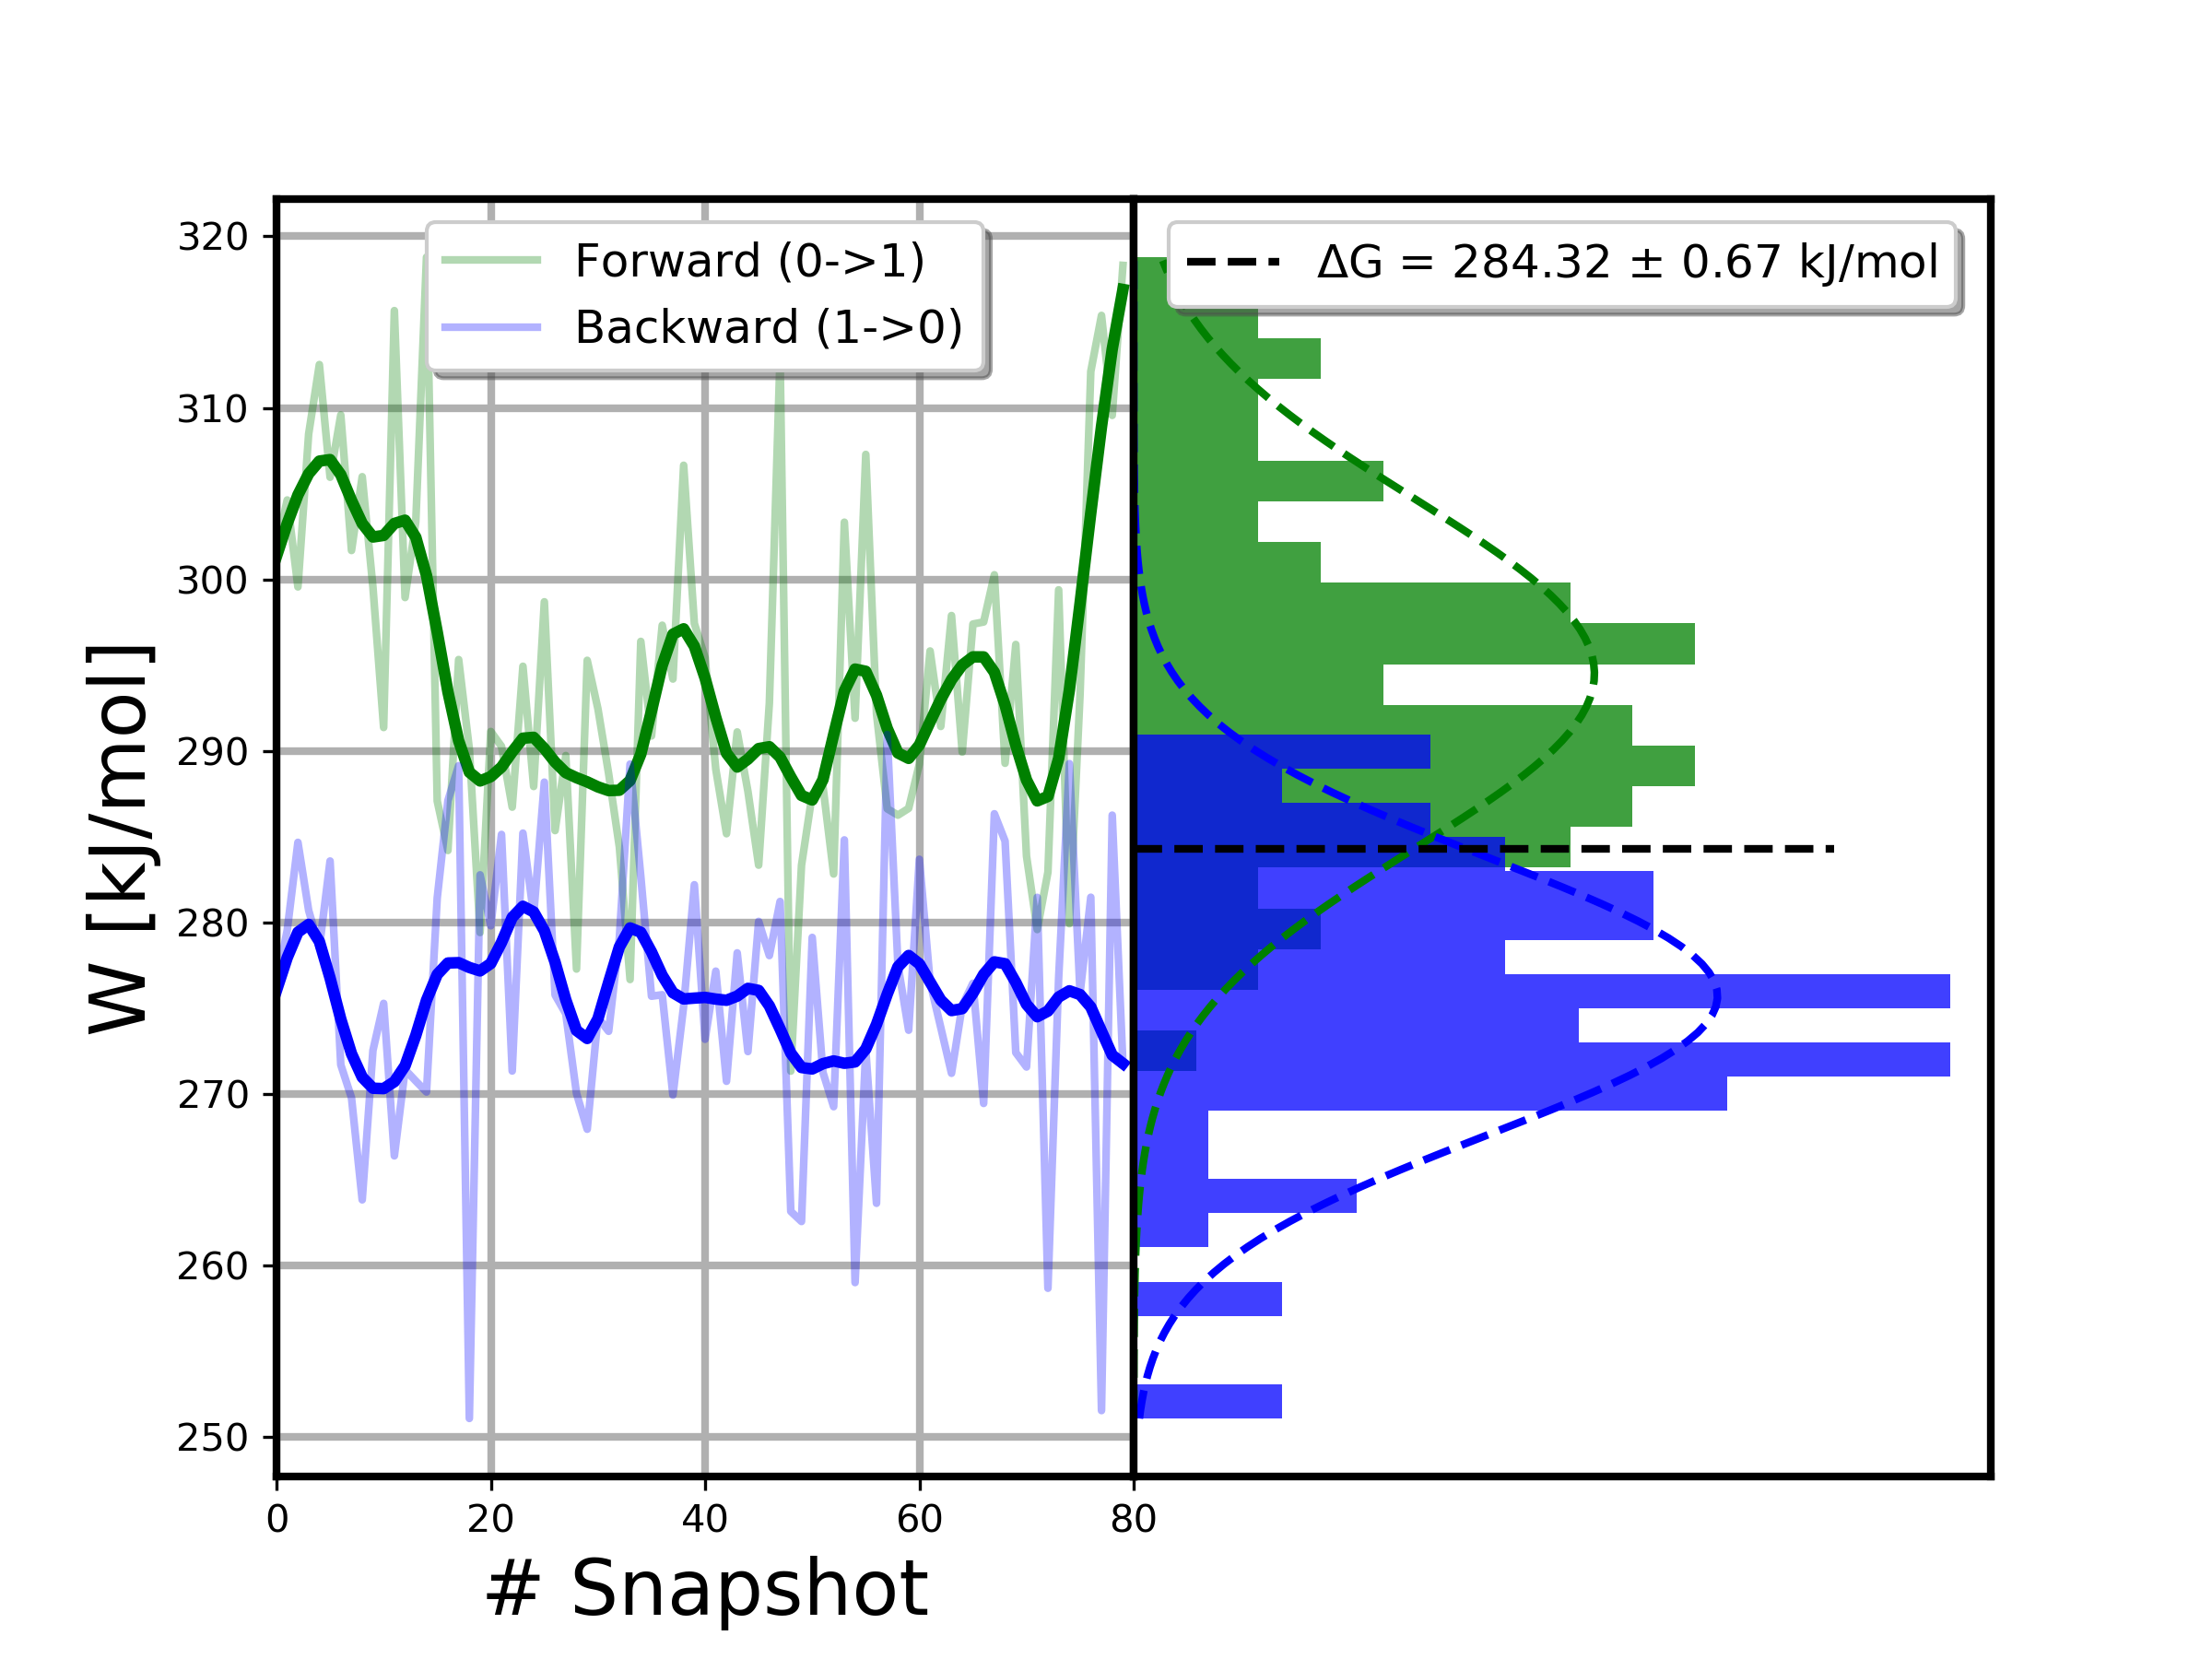 Forward (0->1)
Backward (1->0)
ΔG = 284.32 ± 0.67 kJ/mol
W [kJ/mol]
320
310
300
290
280
270
260
250
0 20 40 60 80
# Snapshot